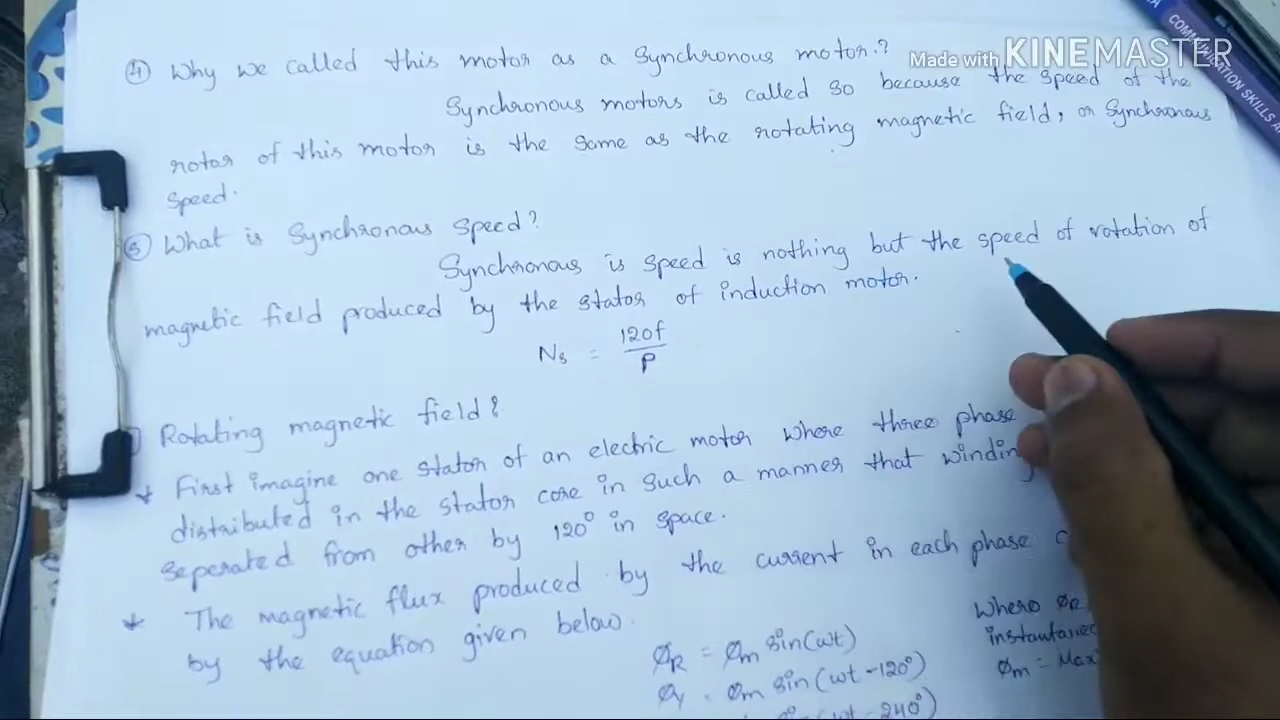 Made with KINEMASTER
COMMUNICATION SKILLS
④ Why we called this motor as a synchronous motor.?
Synchronous motors is called so because the speed of the
rotor of this motor is the same as the rotating magnetic field, or synchronous
speed.
⑤ What is synchronous speed?
Synchronous is speed is nothing but the speed of rotation of
magnetic field produced by the stator of induction motor.
Ns = 120f/P
Rotating magnetic field?
* First imagine one stator of an electric motor where three phase
distributed in the stator core in such a manner that winding
seperated from other by 120° in space.
* The magnetic flux produced by the current in each phase
by the equation given below.
Where ØR
ØR = Øm sin(wt)
Øy = Øm sin(wt-120°)
Øm = Max
wt-240°)